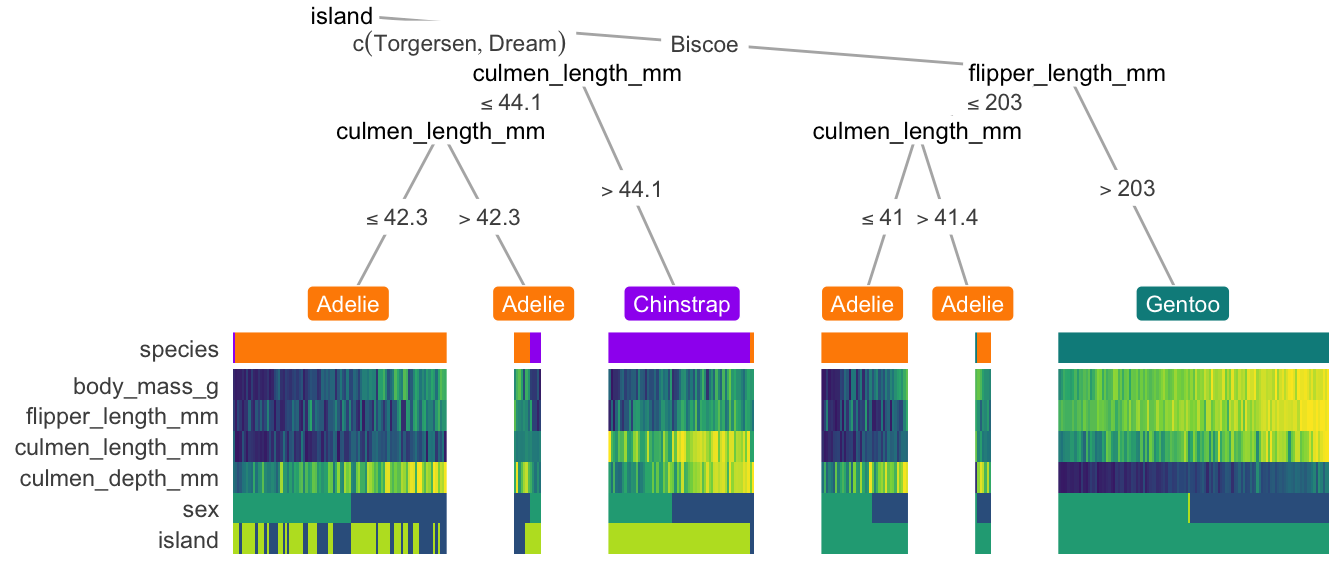 island
c(Torgersen, Dream)
Biscoe
culmen_length_mm
flipper_length_mm
≤ 44.1
≤ 203
culmen_length_mm
culmen_length_mm
> 44.1
> 203
≤ 42.3
> 42.3
≤ 41
> 41.4
Adelie
Adelie
Chinstrap
Adelie
Adelie
Gentoo
species
body_mass_g
flipper_length_mm
culmen_length_mm
culmen_depth_mm
sex
island